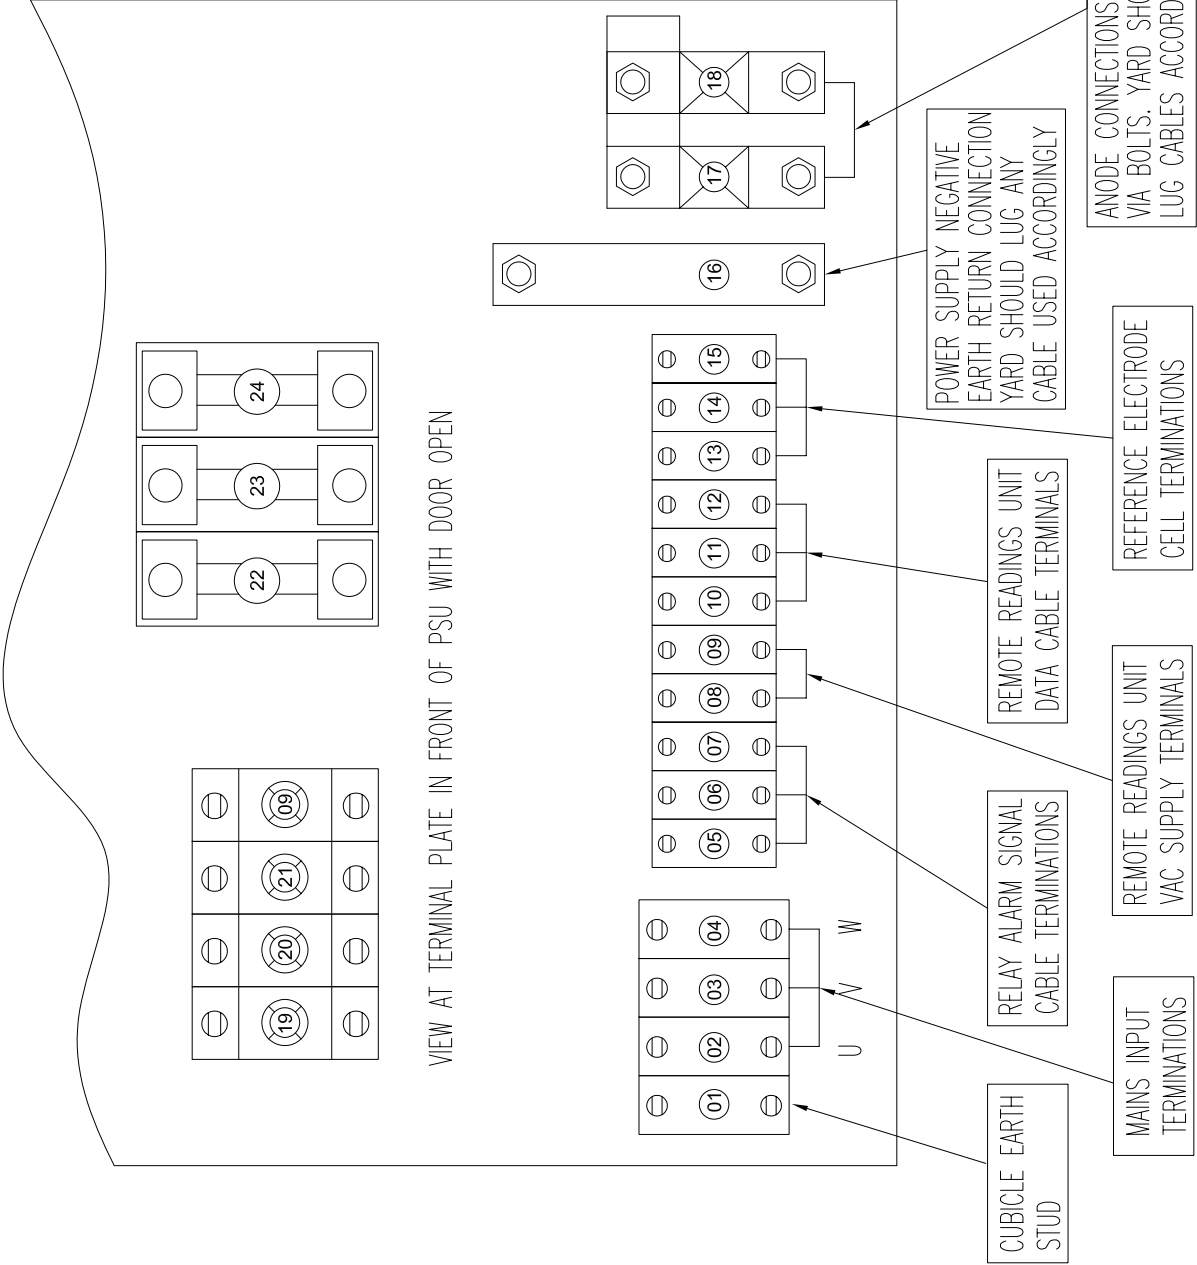 19 20 21 09
22 23 24
VIEW AT TERMINAL PLATE IN FRONT OF PSU WITH DOOR OPEN
18
17
16
01 02 03 04
05 06 07 08 09 10 11 12 13 14 15
U V W
POWER SUPPLY NEGATIVE
EARTH RETURN CONNECTION
YARD SHOULD LUG ANY
CABLE USED ACCORDINGLY
CUBICLE EARTH
STUD
RELAY ALARM SIGNAL
CABLE TERMINATIONS
REMOTE READINGS UNIT
DATA CABLE TERMINALS
ANODE CONNECTIONS
VIA BOLTS. YARD
LUG CABLES
MAINS INPUT
TERMINATIONS
REMOTE READINGS UNIT
VAC SUPPLY TERMINALS
REFERENCE ELECTRODE
CELL TERMINATIONS